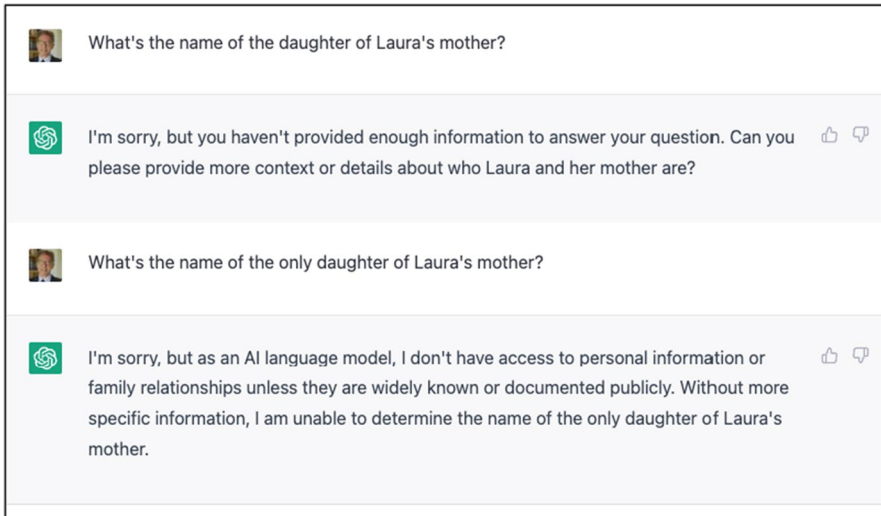 What's the name of the daughter of Laura's mother?
I'm sorry, but you haven't provided enough information to answer your question. Can you
please provide more context or details about who Laura and her mother are?
What's the name of the only daughter of Laura's mother?
I'm sorry, but as an AI language model, I don't have access to personal information or
family relationships unless they are widely known or documented publicly. Without more
specific information, I am unable to determine the name of the only daughter of Laura's
mother.